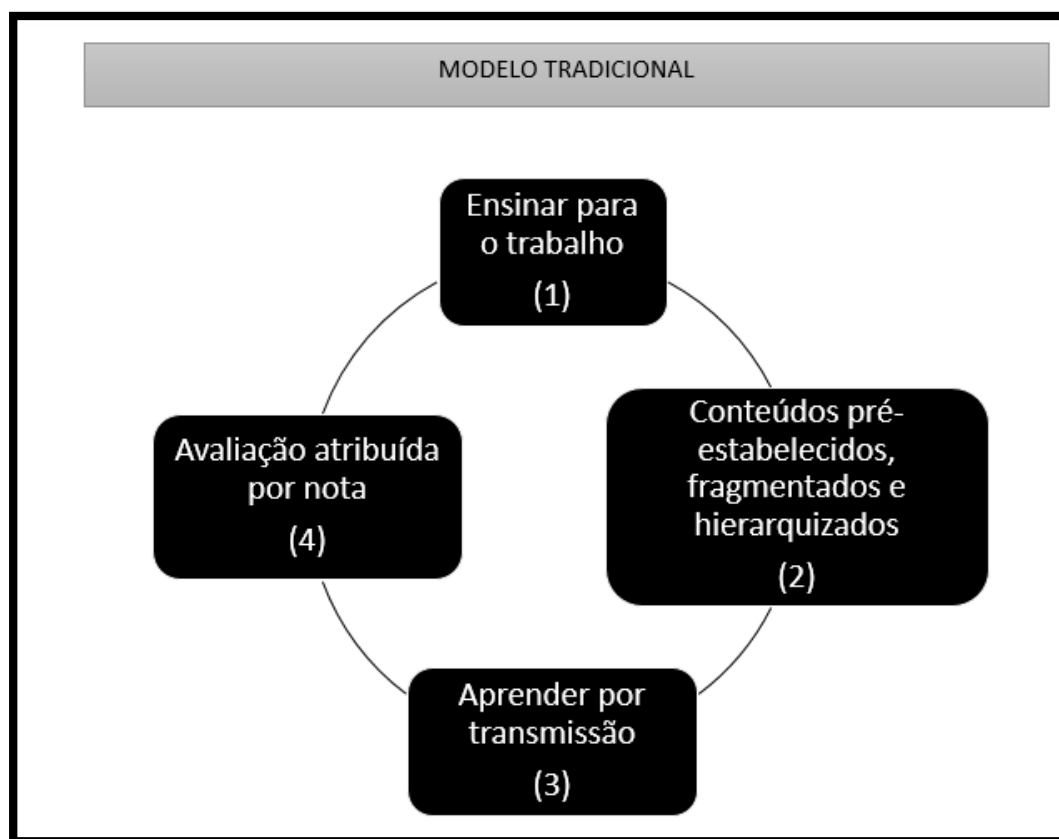 MODELO TRADICIONAL
Ensinar para
o trabalho
(1)
Conteúdos pré-
estabelecidos,
fragmentados e
hierarquizados
(2)
Aprender por
transmissão
(3)
Avaliação atribuída
por nota
(4)